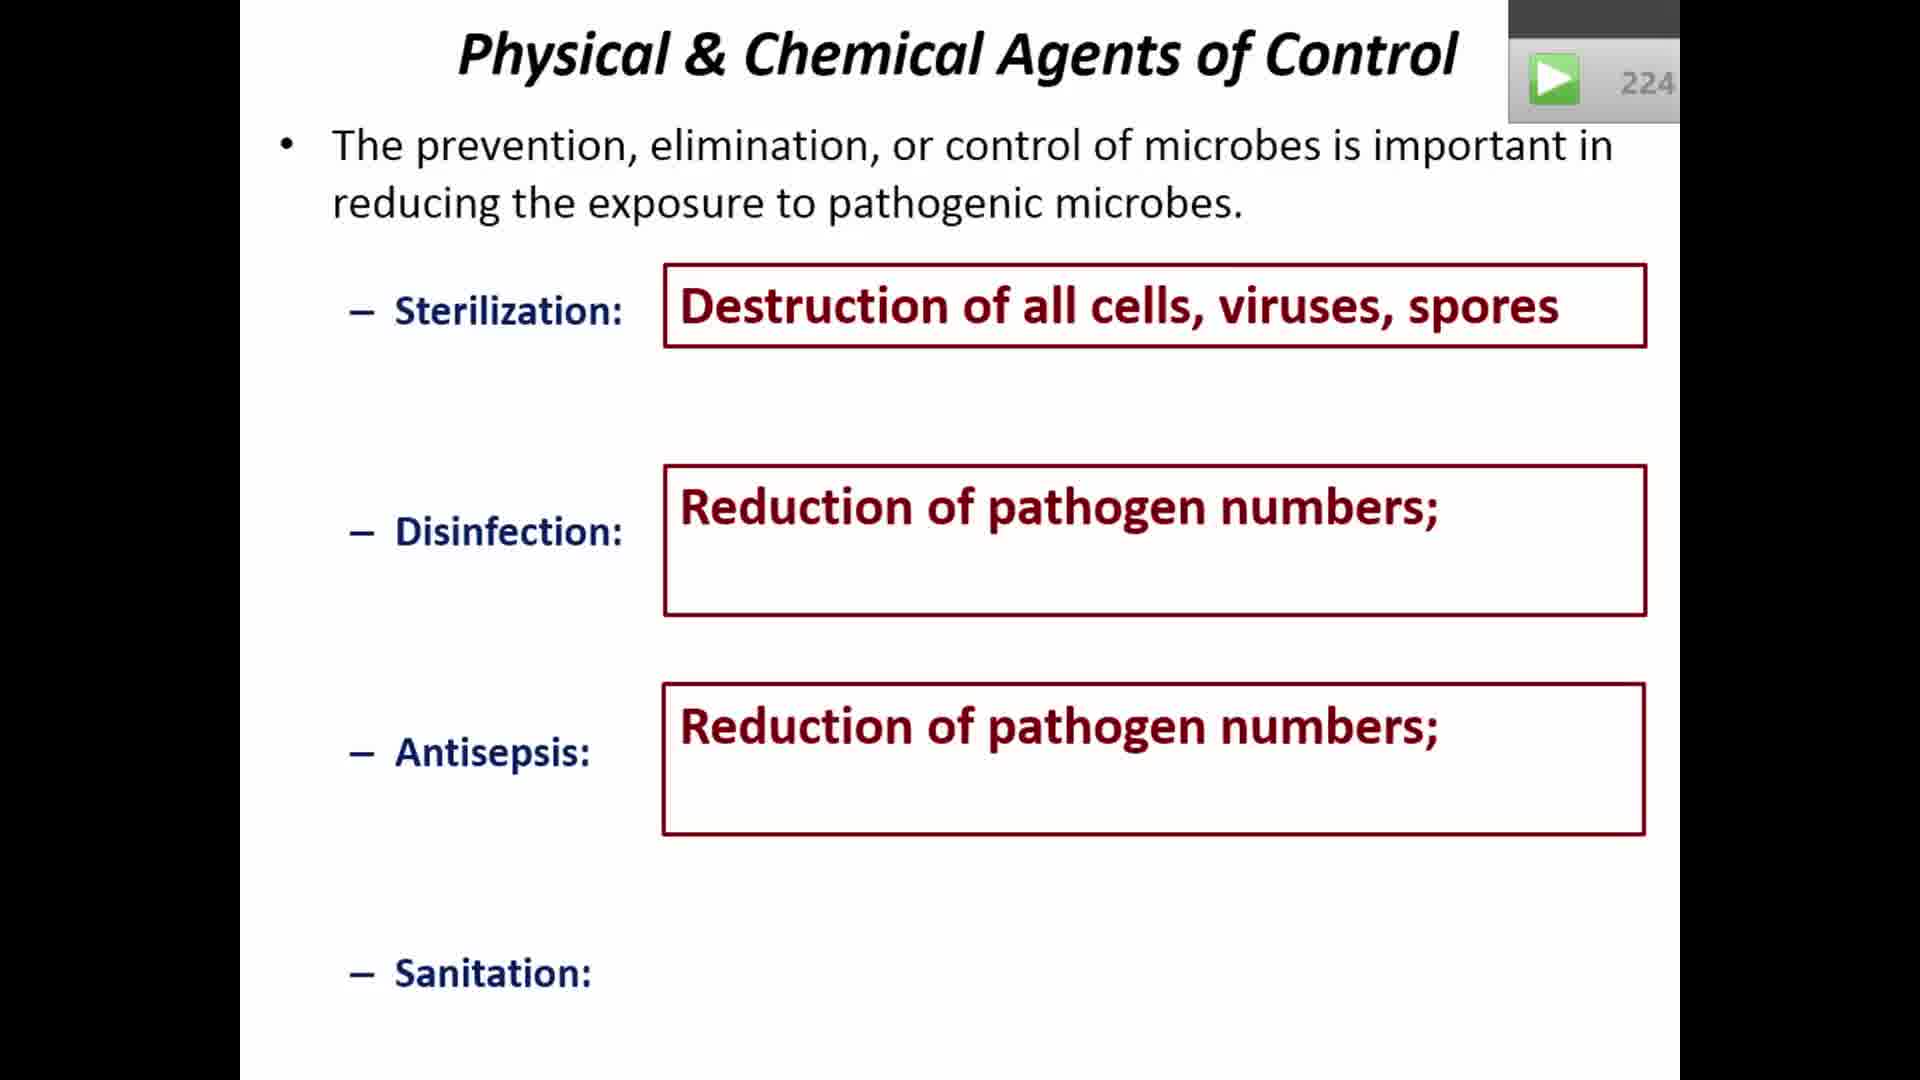 Physical & Chemical Agents of Control
224
• The prevention, elimination, or control of microbes is important in
reducing the exposure to pathogenic microbes.
– Sterilization: Destruction of all cells, viruses, spores
– Disinfection: Reduction of pathogen numbers;
– Antisepsis: Reduction of pathogen numbers;
– Sanitation: